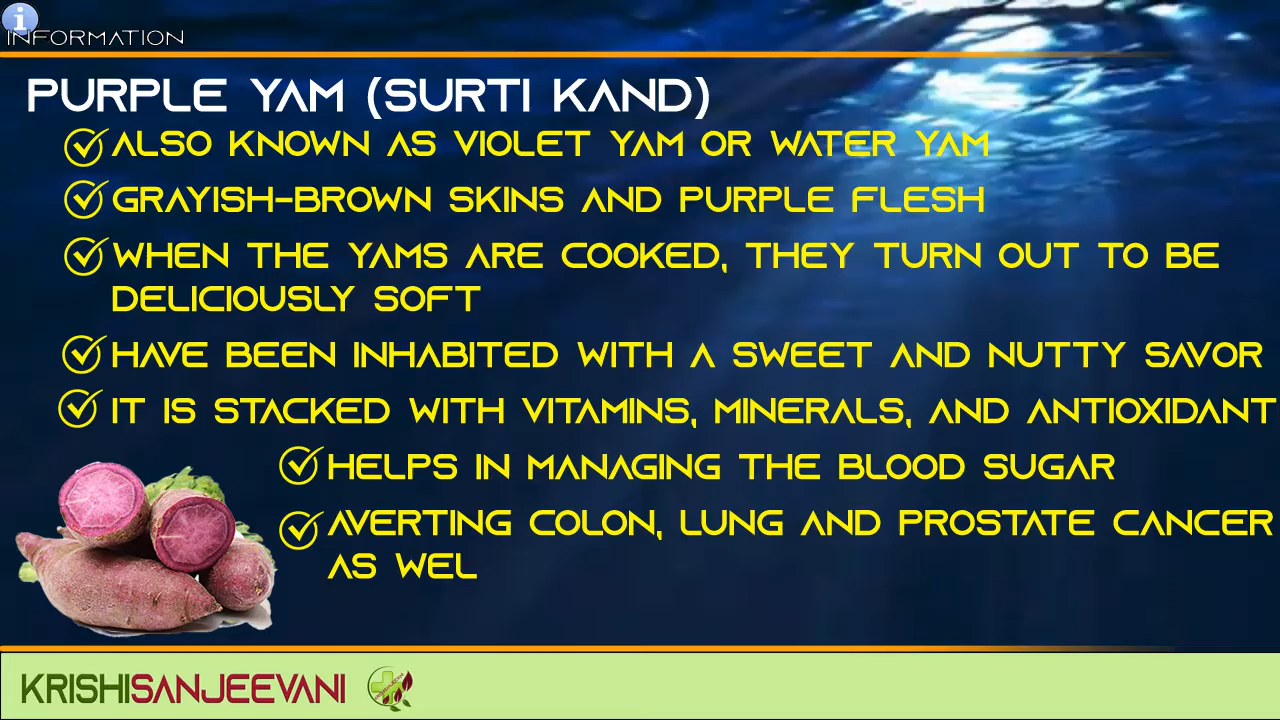 INFORMATION
PURPLE YAM (SURTI KAND)
ALSO KNOWN AS VIOLET YAM OR WATER YAM
GRAYISH-BROWN SKINS AND PURPLE FLESH
WHEN THE YAMS ARE COOKED, THEY TURN OUT TO BE
DELICIOUSLY SOFT
HAVE BEEN INHABITED WITH A SWEET AND NUTTY SAVOR
IT IS STACKED WITH VITAMINS, MINERALS, AND ANTIOXIDANT
HELPS IN MANAGING THE BLOOD SUGAR
AVERTING COLON, LUNG AND PROSTATE CANCER
AS WEL
KRISHISANJEEVANI